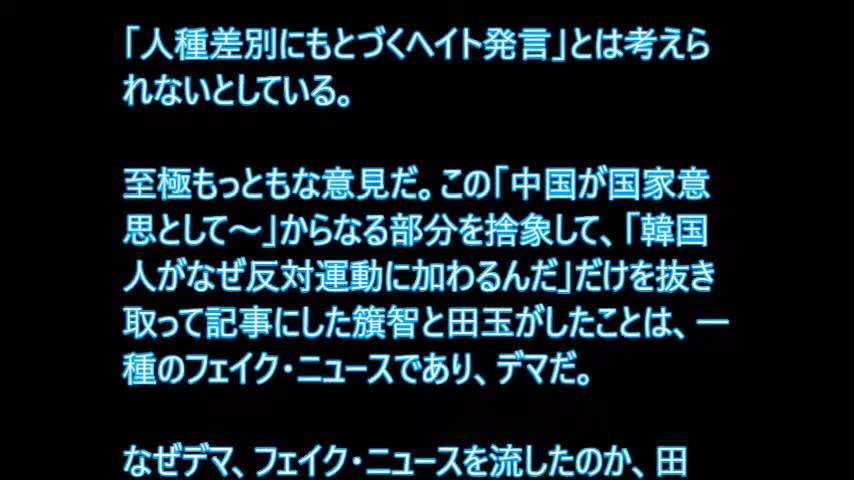 「人種差別にもとづくヘイト発言」とは考えら
れないとしている。
至極もっともな意見だ。この「中国が国家意
思として～」からなる部分を捨象して、「韓国
人がなぜ反対運動に加わるんだ」だけを抜き
取って記事にした籏智と田玉がしたことは、一
種のフェイク・ニュースであり、デマだ。
なぜデマ、フェイク・ニュースを流したのか、田